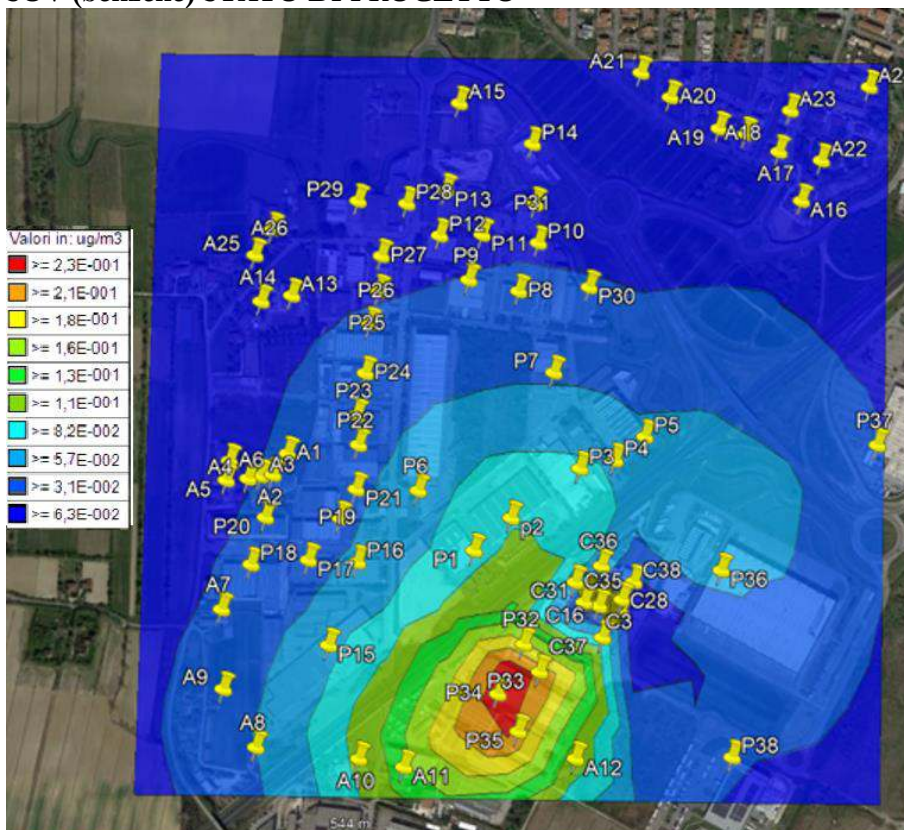 A21
A20
A15
A23
A19
A18
P14
A17
A22
A16
P29
P28
P13
P31
P12
P11
P10
A26
A25
P27
P9
Valori in: ug/m3
>= 2,3E-001
>= 2,1E-001
>= 1,8E-001
>= 1,6E-001
>= 1,3E-001
>= 1,1E-001
>= 8,2E-002
>= 5,7E-002
>= 3,1E-002
>= 6,3E-002
A14
A13
P26
P8
P30
P25
P24
P7
P23
P22
P5
P37
P4
P3
A1
A4
A6
A3
A5
A2
P6
P21
P20
P19
p2
P1
P18
P17
P16
C36
C35
C38
P36
C31
C28
C16
C3
A7
P32
C37
P15
P33
P34
A9
A8
P35
A10
A11
A12
P38
544 m